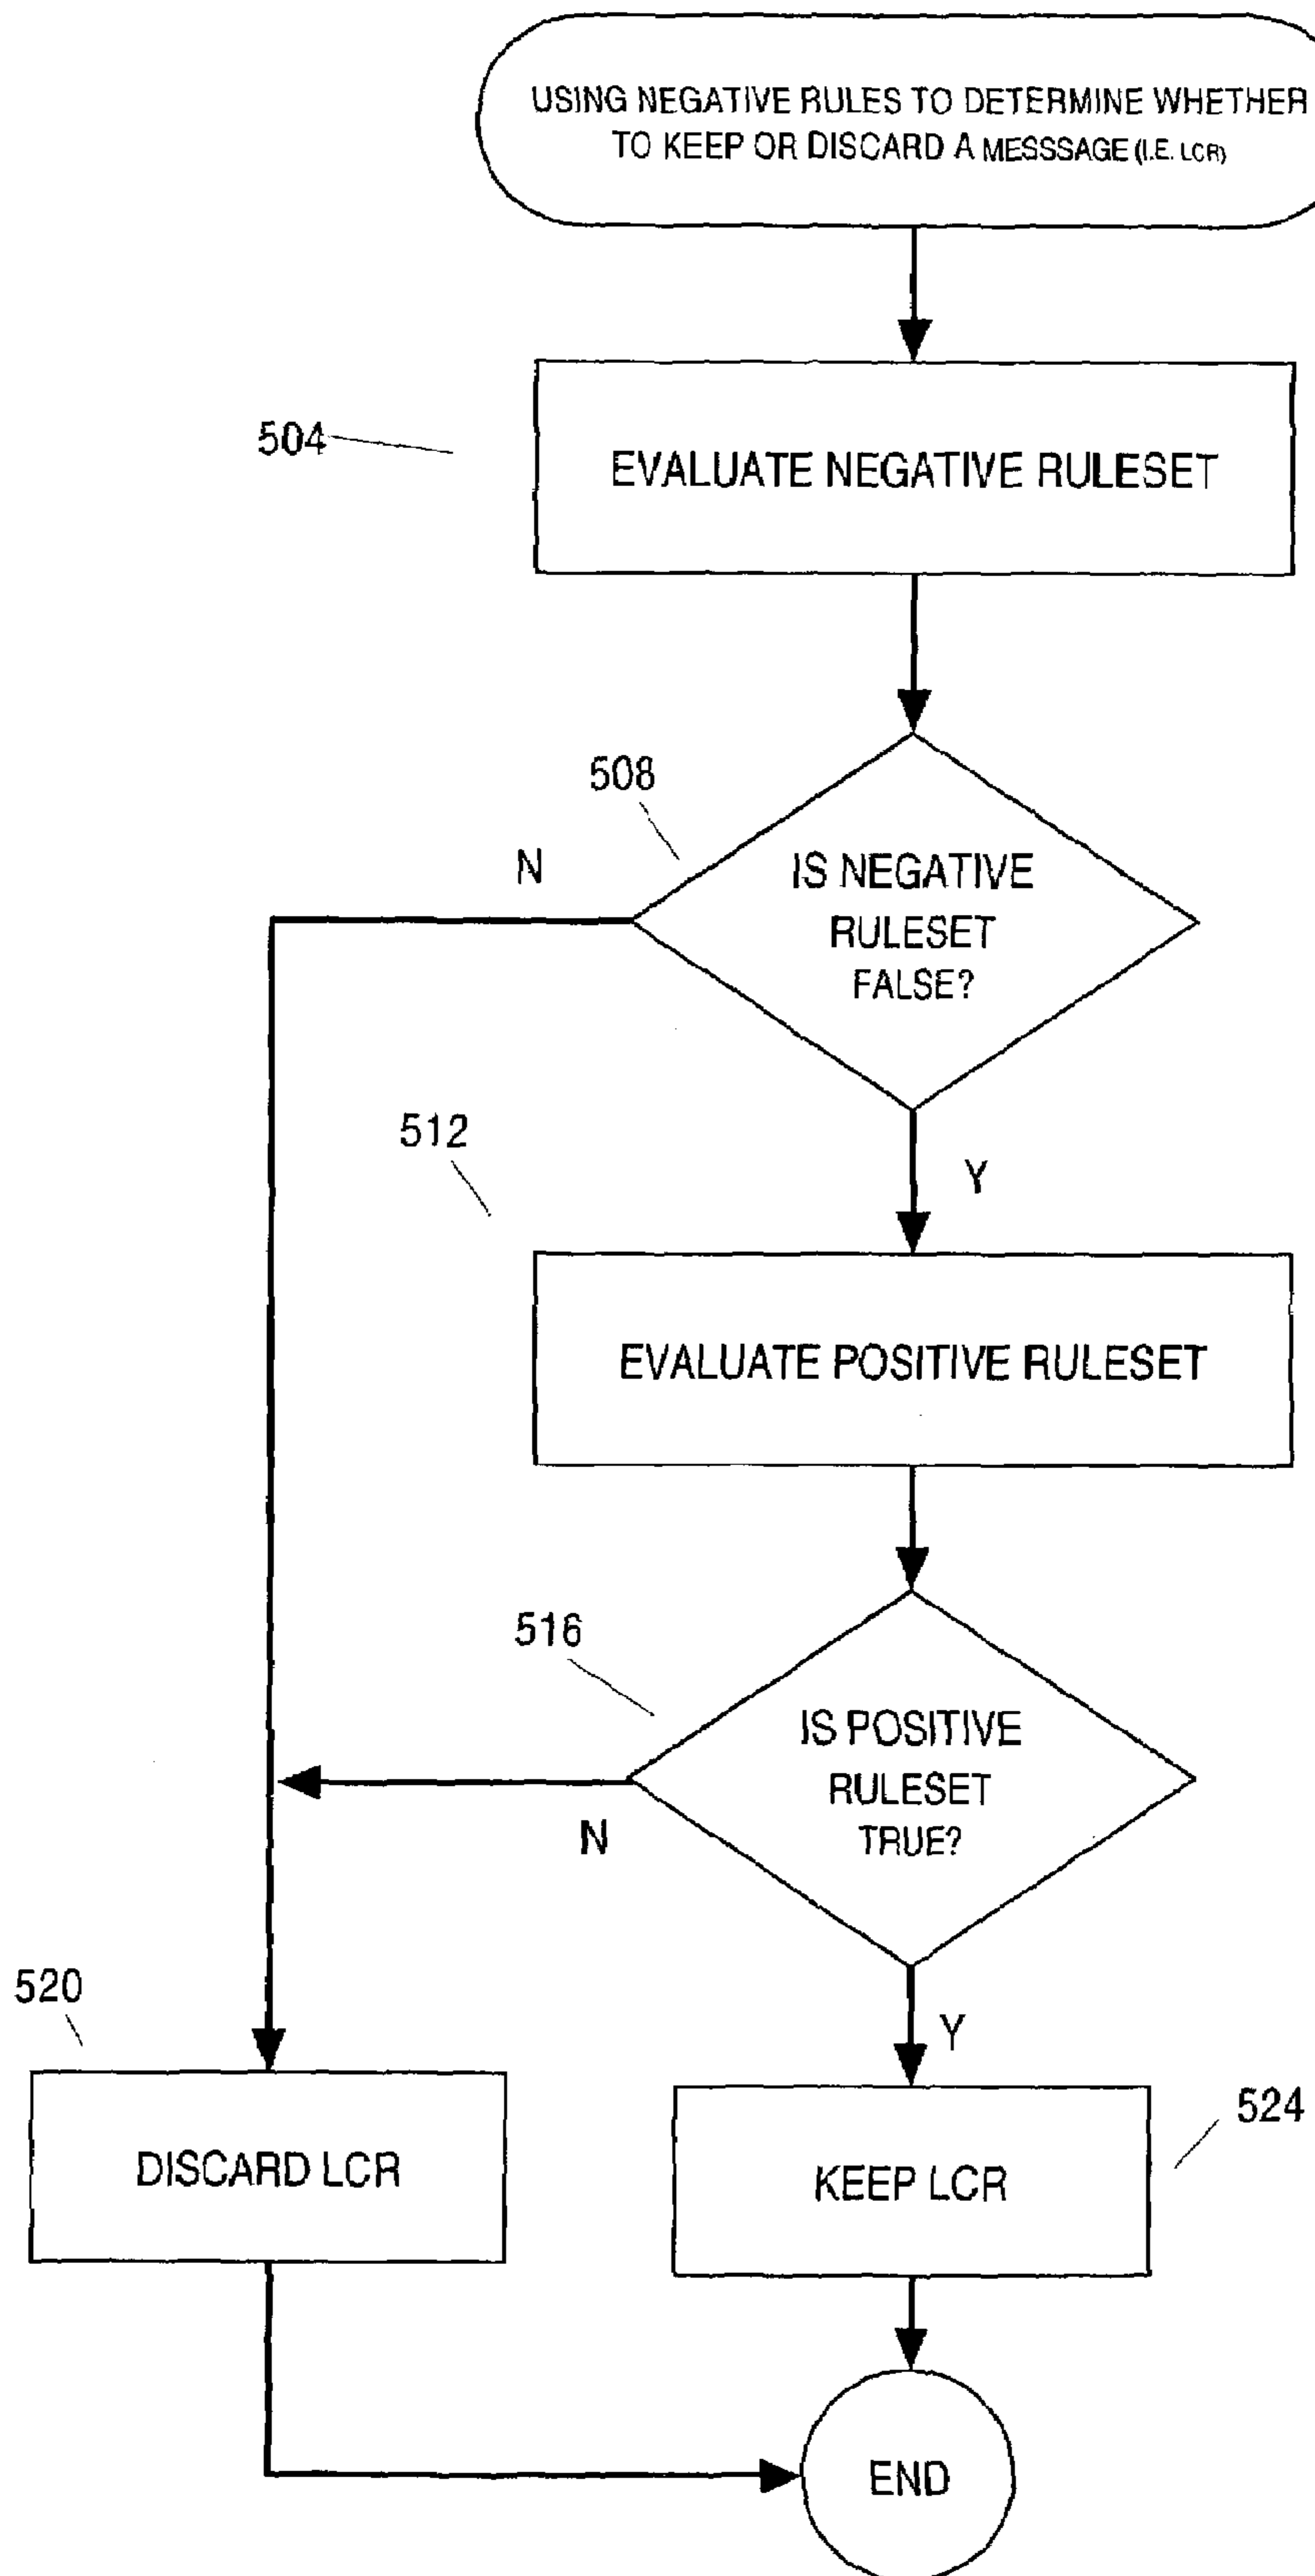 USING NEGATIVE RULES TO DETERMINE WHETHER
TO KEEP OR DISCARD A MESSSAGE (I.E. LCR)
504
EVALUATE NEGATIVE RULESET
508
N
IS NEGATIVE
RULESET
FALSE?
512
Y
EVALUATE POSITIVE RULESET
516
IS POSITIVE
RULESET
TRUE?
N
520
Y
524
DISCARD LCR
KEEP LCR
END